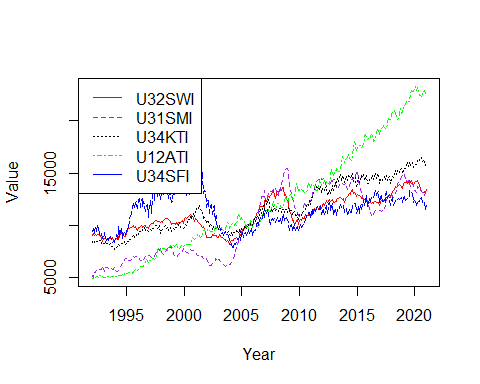 U32SWI
U31SMI
U34KTI
U12ATI
U34SFI
Value
5000
15000
1995
2000
2005
2010
2015
2020
Year